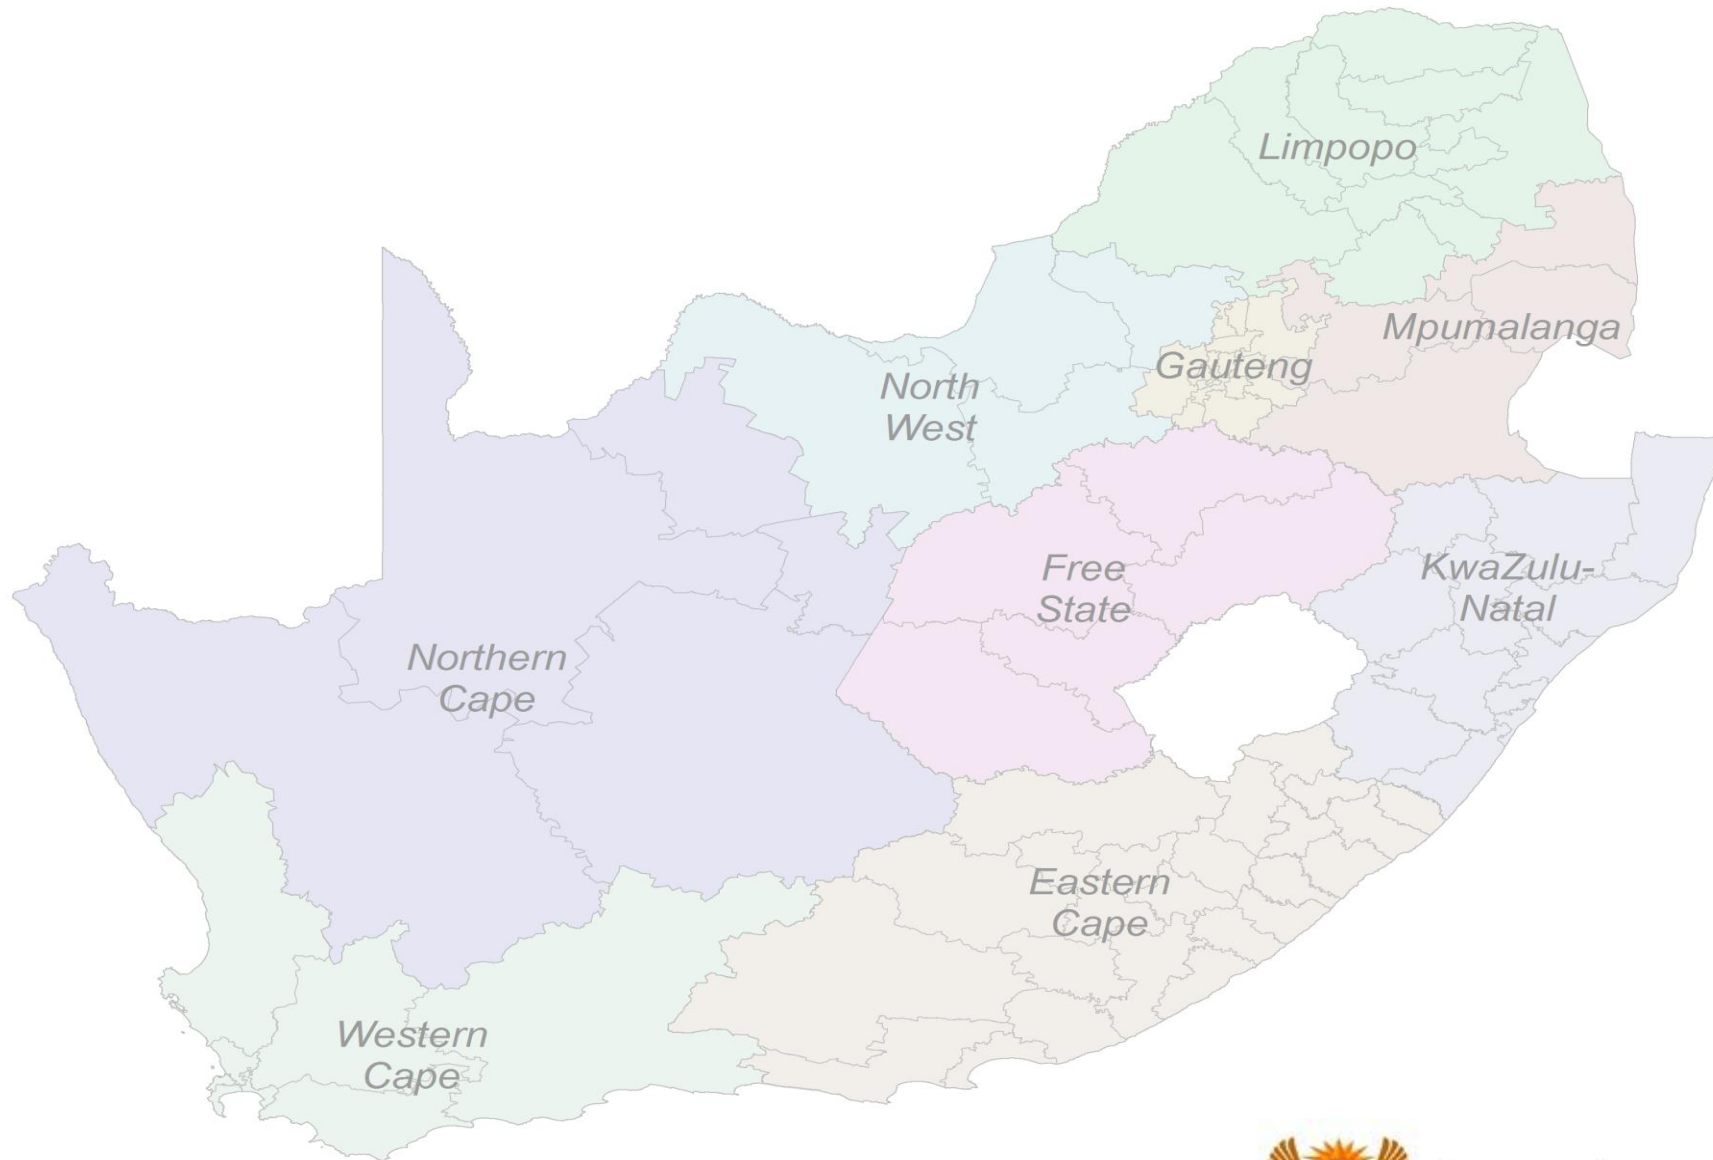 Limpopo
Mpumalanga
Gauteng
North
West
Free
State
KwaZulu-
Natal
Northern
Cape
Eastern
Cape
Western
Cape